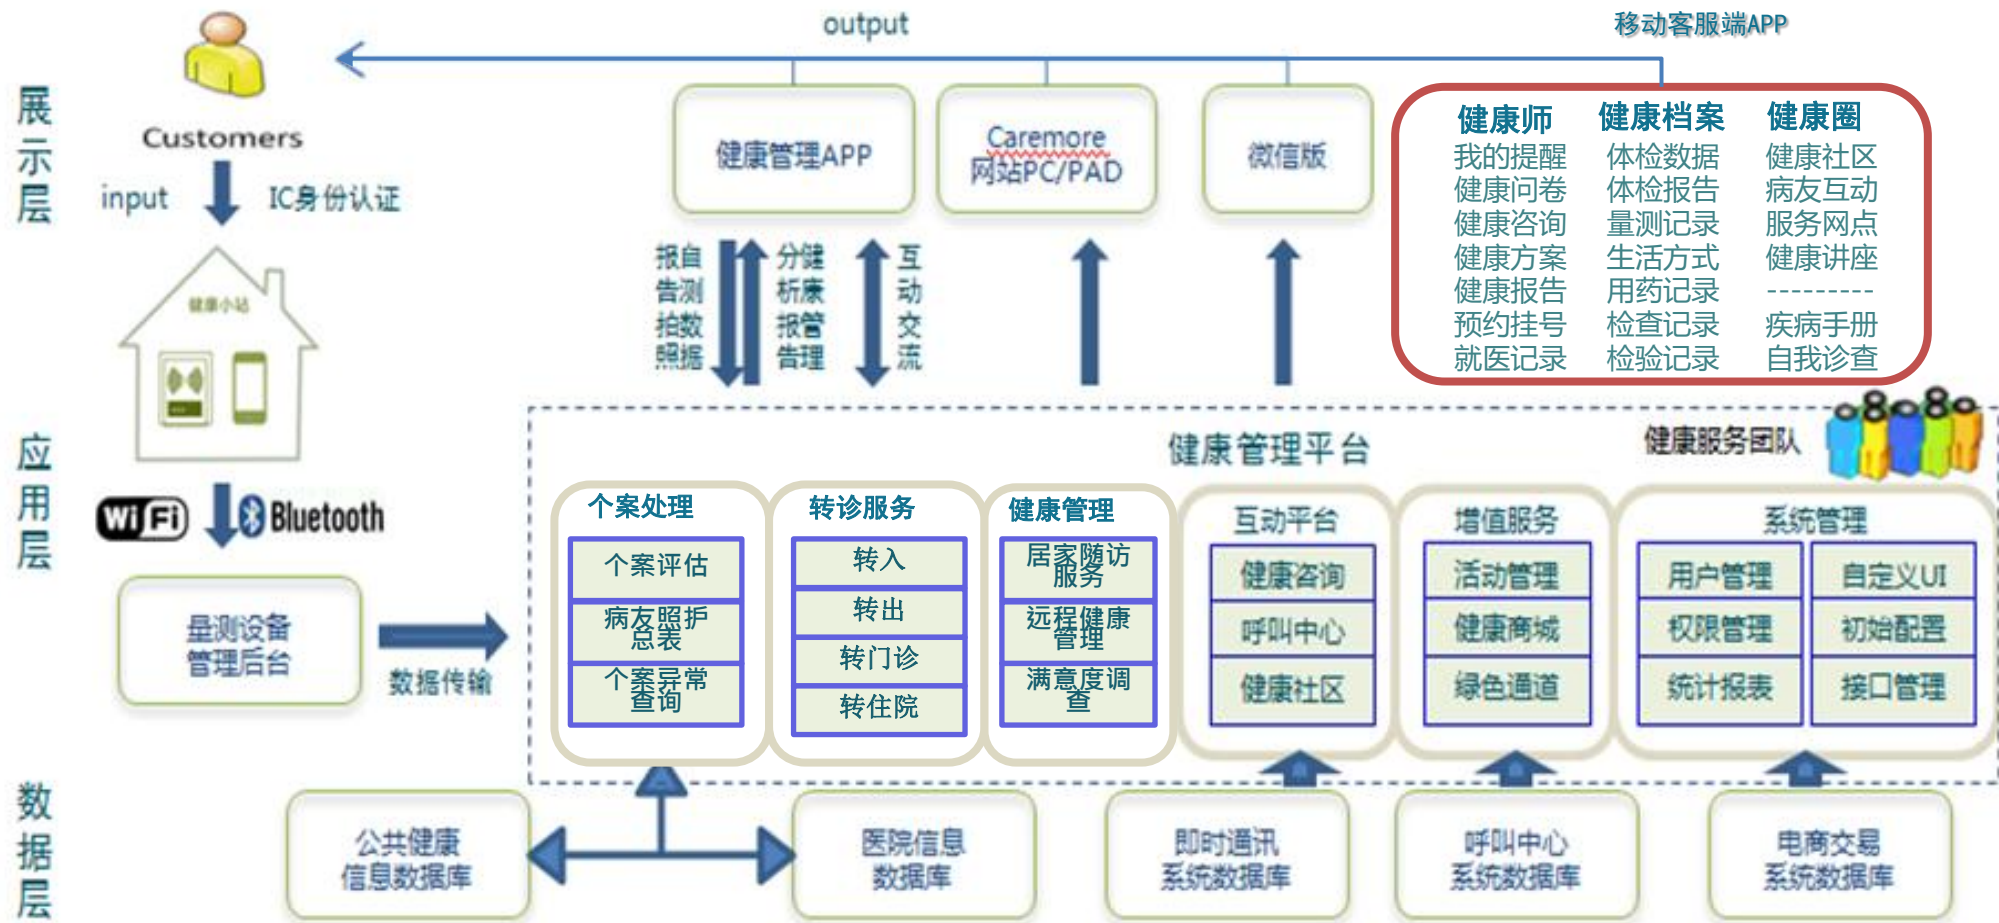 output
移动客服端APP
展示层
Customers
input
IC身份认证
健康管理APP
Caremore
网站PC/PAD
微信版
健康师
我的提醒
健康问卷
健康咨询
健康方案
健康报告
预约挂号
就医记录
健康档案
体检数据
体检报告
量测记录
生活方式
用药记录
检查记录
检验记录
健康圈
健康社区
病友互动
服务网点
健康讲座
---------
疾病手册
自我诊查
健康小站
报告拍照
自测数据
分析报告
健康管理
互动交流
应用层
WiFi
Bluetooth
量测设备
管理后台
数据传输
健康管理平台
健康服务团队
个案处理
个案评估
病友照护
总表
个案异常
查询
转诊服务
转入
转出
转门诊
转住院
健康管理
居家随访
服务
远程健康
管理
满意度调
查
互动平台
健康咨询
呼叫中心
健康社区
增值服务
活动管理
健康商城
绿色通道
系统管理
用户管理
权限管理
统计报表
自定义UI
初始配置
接口管理
数据层
公共健康
信息数据库
医院信息
数据库
即时通讯
系统数据库
呼叫中心
系统数据库
电商交易
系统数据库